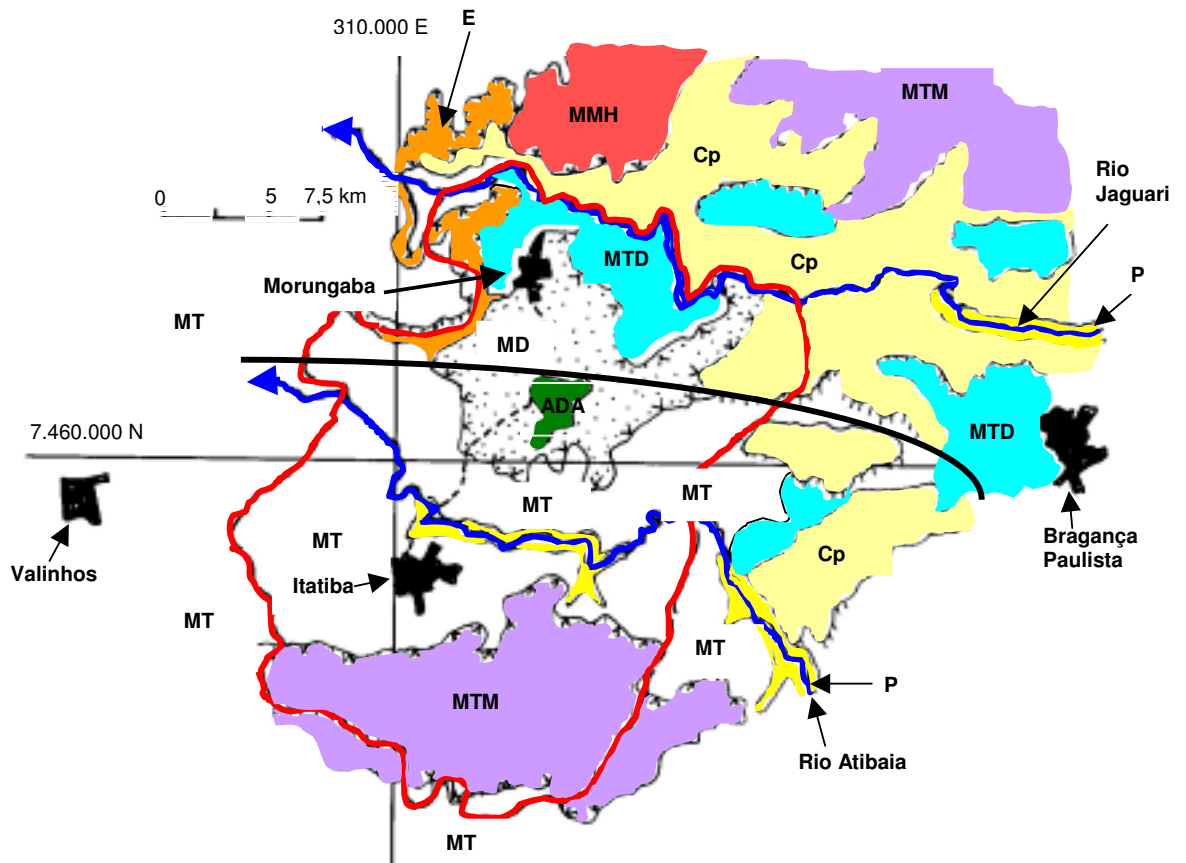 E
310.000 E
MMH
MTM
Cp
Rio
Jaguari
0 5 7,5 km
MTD
Cp
P
Morungaba
MT
MD
ADA
7.460.000 N
MTD
MT
MT
MT
Valinhos
Itatiba
Cp
Bragança
Paulista
MT
MT
P
MTM
Rio Atibaia
MT